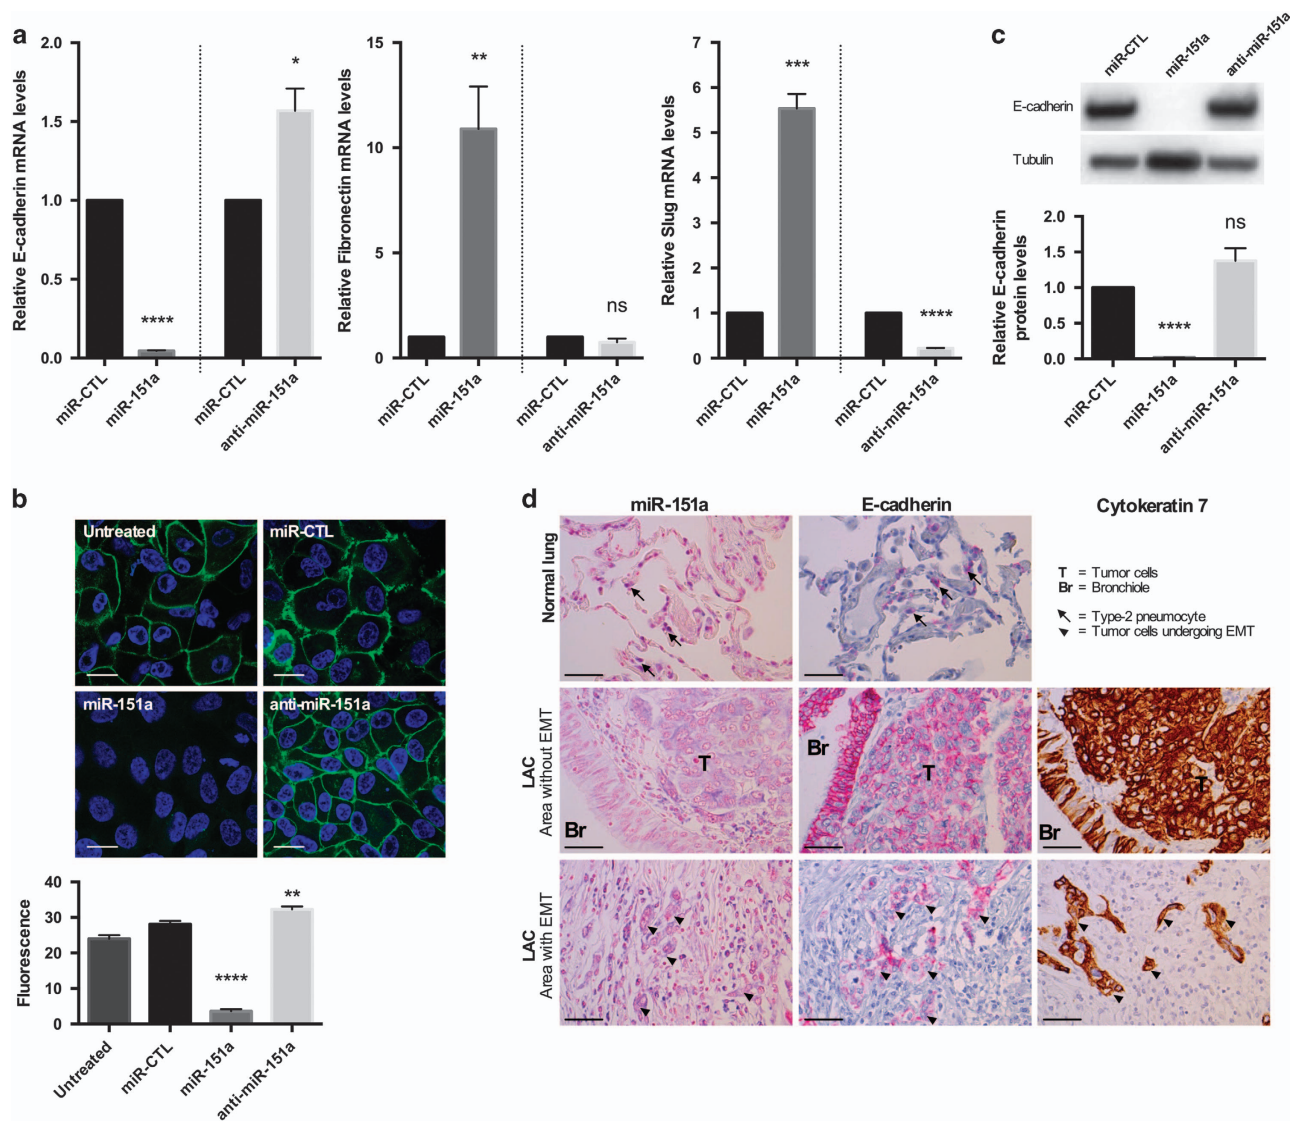 a
Relative E-cadherin mRNA levels
2.0
1.5
1.0
0.5
0.0
****
*
miR-CTL
miR-151a
miR-CTL
anti-miR-151a
Relative Fibronectin mRNA levels
15
10
5
0
**
ns
miR-CTL
miR-151a
miR-CTL
anti-miR-151a
Relative Slug mRNA levels
7
6
5
4
3
2
1
0
***
****
miR-CTL
miR-151a
miR-CTL
anti-miR-151a
c
miR-CTL
miR-151a
anti-miR-151a
E-cadherin
Tubulin
Relative E-cadherin
protein levels
2.0
1.5
1.0
0.5
0.0
****
ns
miR-CTL
miR-151a
anti-miR-151a
b
Untreated
miR-CTL
miR-151a
anti-miR-151a
Fluorescence
40
30
20
10
0
****
**
Untreated
miR-CTL
miR-151a
anti-miR-151a
d
miR-151a
E-cadherin
Cytokeratin 7
Normal lung
T = Tumor cells
Br = Bronchiole
= Type-2 pneumocyte
= Tumor cells undergoing EMT
LAC
Area without EMT
T
Br
Br
T
T
Br
LAC
Area with EMT